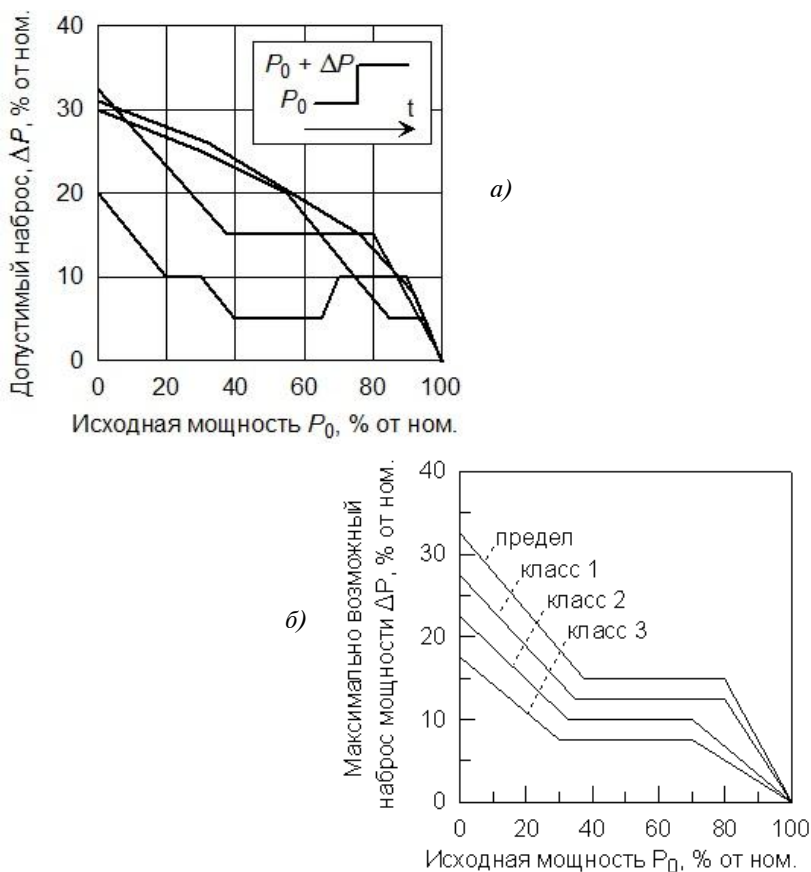 40
30
20
10
0
Допустимый наброс, ΔP, % от ном.
P0 + ΔP
P0
t
0 20 40 60 80 100
Исходная мощность P0, % от ном.
а)
40
30
20
10
0
Максимально возможный
наброс мощности ΔP, % от ном.
предел
класс 1
класс 2
класс 3
0 20 40 60 80 100
Исходная мощность P0, % от ном.
б)